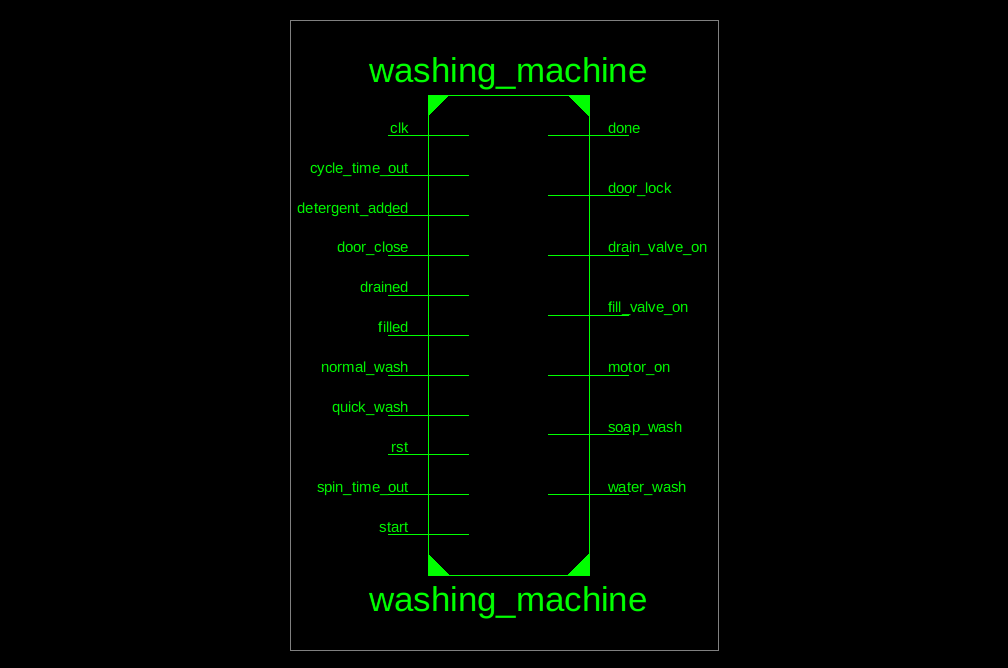 washing_machine
clk
cycle_time_out
detergent_added
door_close
drained
filled
normal_wash
quick_wash
rst
spin_time_out
start
done
door_lock
drain_valve_on
fill_valve_on
motor_on
soap_wash
water_wash
washing_machine